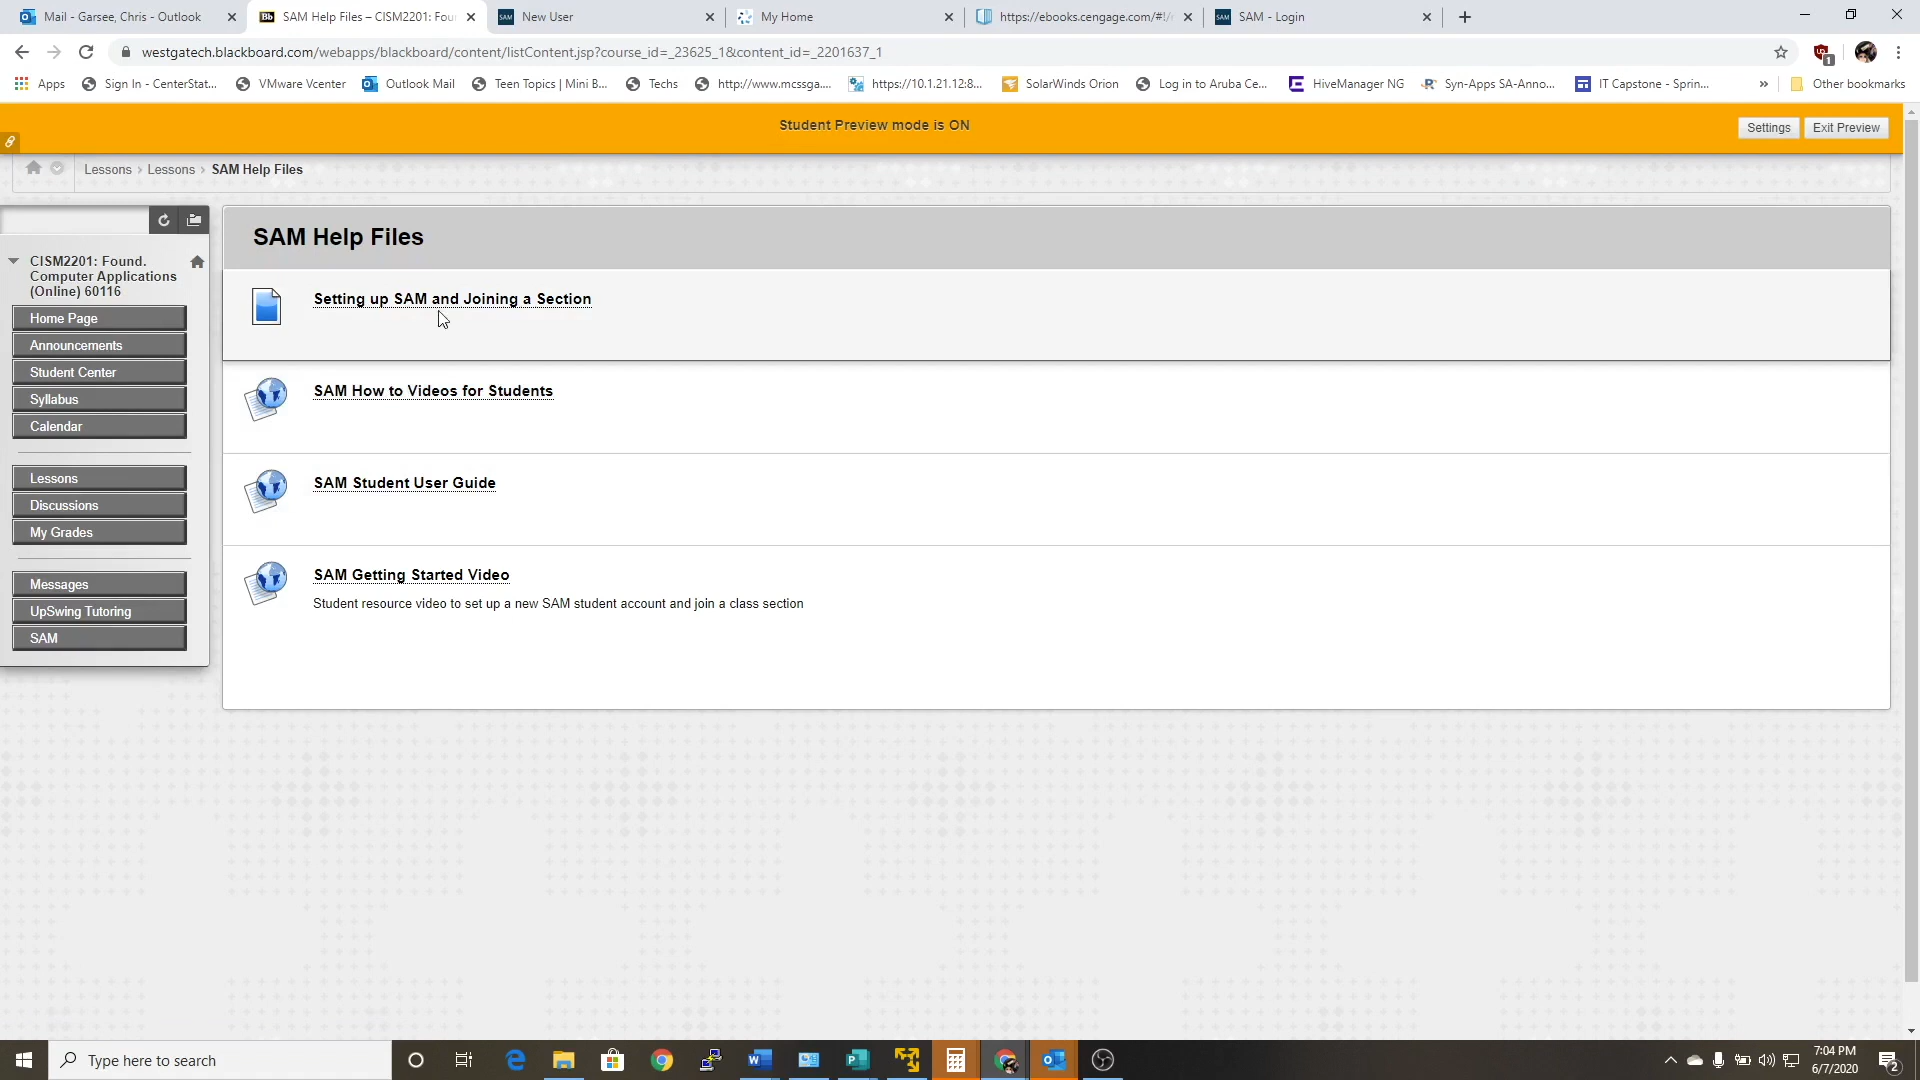 Mail - Garsee, Chris - Outlook
SAM Help Files – CISM2201: Fou
New User
My Home
https://ebooks.cengage.com/#!/
SAM - Login
westgatech.blackboard.com/webapps/blackboard/content/listContent.jsp?course_id=_23625_1&content_id=_2201637_1
Apps
Sign In - CenterStat...
VMware Vcenter
Outlook Mail
Teen Topics | Mini B...
Techs
http://www.mcssga....
https://10.1.21.12:8...
SolarWinds Orion
Log in to Aruba Ce...
HiveManager NG
Syn-Apps SA-Anno...
IT Capstone - Sprin...
»
Other bookmarks
Student Preview mode is ON
Settings
Exit Preview
Lessons > Lessons > SAM Help Files
CISM2201: Found.
Computer Applications
(Online) 60116
Home Page
Announcements
Student Center
Syllabus
Calendar
Lessons
Discussions
My Grades
Messages
UpSwing Tutoring
SAM
SAM Help Files
Setting up SAM and Joining a Section
SAM How to Videos for Students
SAM Student User Guide
SAM Getting Started Video
Student resource video to set up a new SAM student account and join a class section
Type here to search
7:04 PM
6/7/2020
2